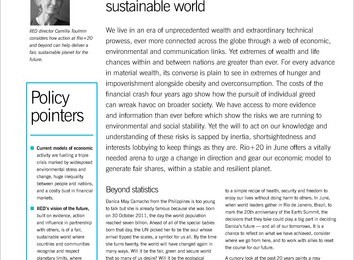 sustainable world
IIED director Camilla Toulmin
considers how action at Rio+20
and beyond can help deliver a
fair, sustainable planet for the
future.
We live in an era of unprecedented wealth and extraordinary technical
prowess, ever more connected across the globe through a web of economic,
environmental and communication links. Yet extremes of wealth and life
chances within and between nations are greater than ever. For every advance
in material wealth, its converse is plain to see in extremes of hunger and
impoverishment alongside obesity and overconsumption. The costs of the
financial crash four years ago show how the pursuit of individual greed
can wreak havoc on broader society. We have access to more evidence
and information than ever before which show the risks we are running to
environmental and social stability. Yet the will to act on our knowledge and
understanding of these risks is sapped by inertia, shortsightedness and
interests lobbying to keep things as they are. Rio+20 in June offers a vitally
needed arena to urge a change in direction and gear our economic model to
generate fair shares, within a stable and resilient planet.
Policy
pointers
Current models of economic
activity are fuelling a triple
crisis marked by widespread
environmental stress and
change, huge inequality
between people and nations,
and a costly bust in financial
markets.
IIED's vision of the future,
built on evidence, action
and influence in partnership
with others, is of a fair,
sustainable world where
countries and communities
recognise and respect
planetary limits, where
Beyond statistics
Danica May Camacho from the Philippines is too young
to talk but she is already famous because she was born
on 30 October 2011, the day the world population
reached seven billion. Ahead of all of the special babies
born that day, the UN picked her to be the soul whose
arrival tipped the scales, a symbol for us all. By the time
she turns twenty, the world will have changed again in
many ways. Will it be the fair, green and secure world
that so many of us desire? Will it be the ecological
to a simple recipe of health, security and freedom to
enjoy our lives without doing harm to others. In June,
when world leaders gather in Rio de Janeiro, Brazil, to
mark the 20th anniversary of the Earth Summit, the
decisions that they take could play a big part in deciding
Danica's future — and all of our tomorrows. It is a
chance to reflect on what we have achieved, consider
where we go from here, and to work with allies to reset
the course for our future.
A cursory look at the past 20 years paints a new